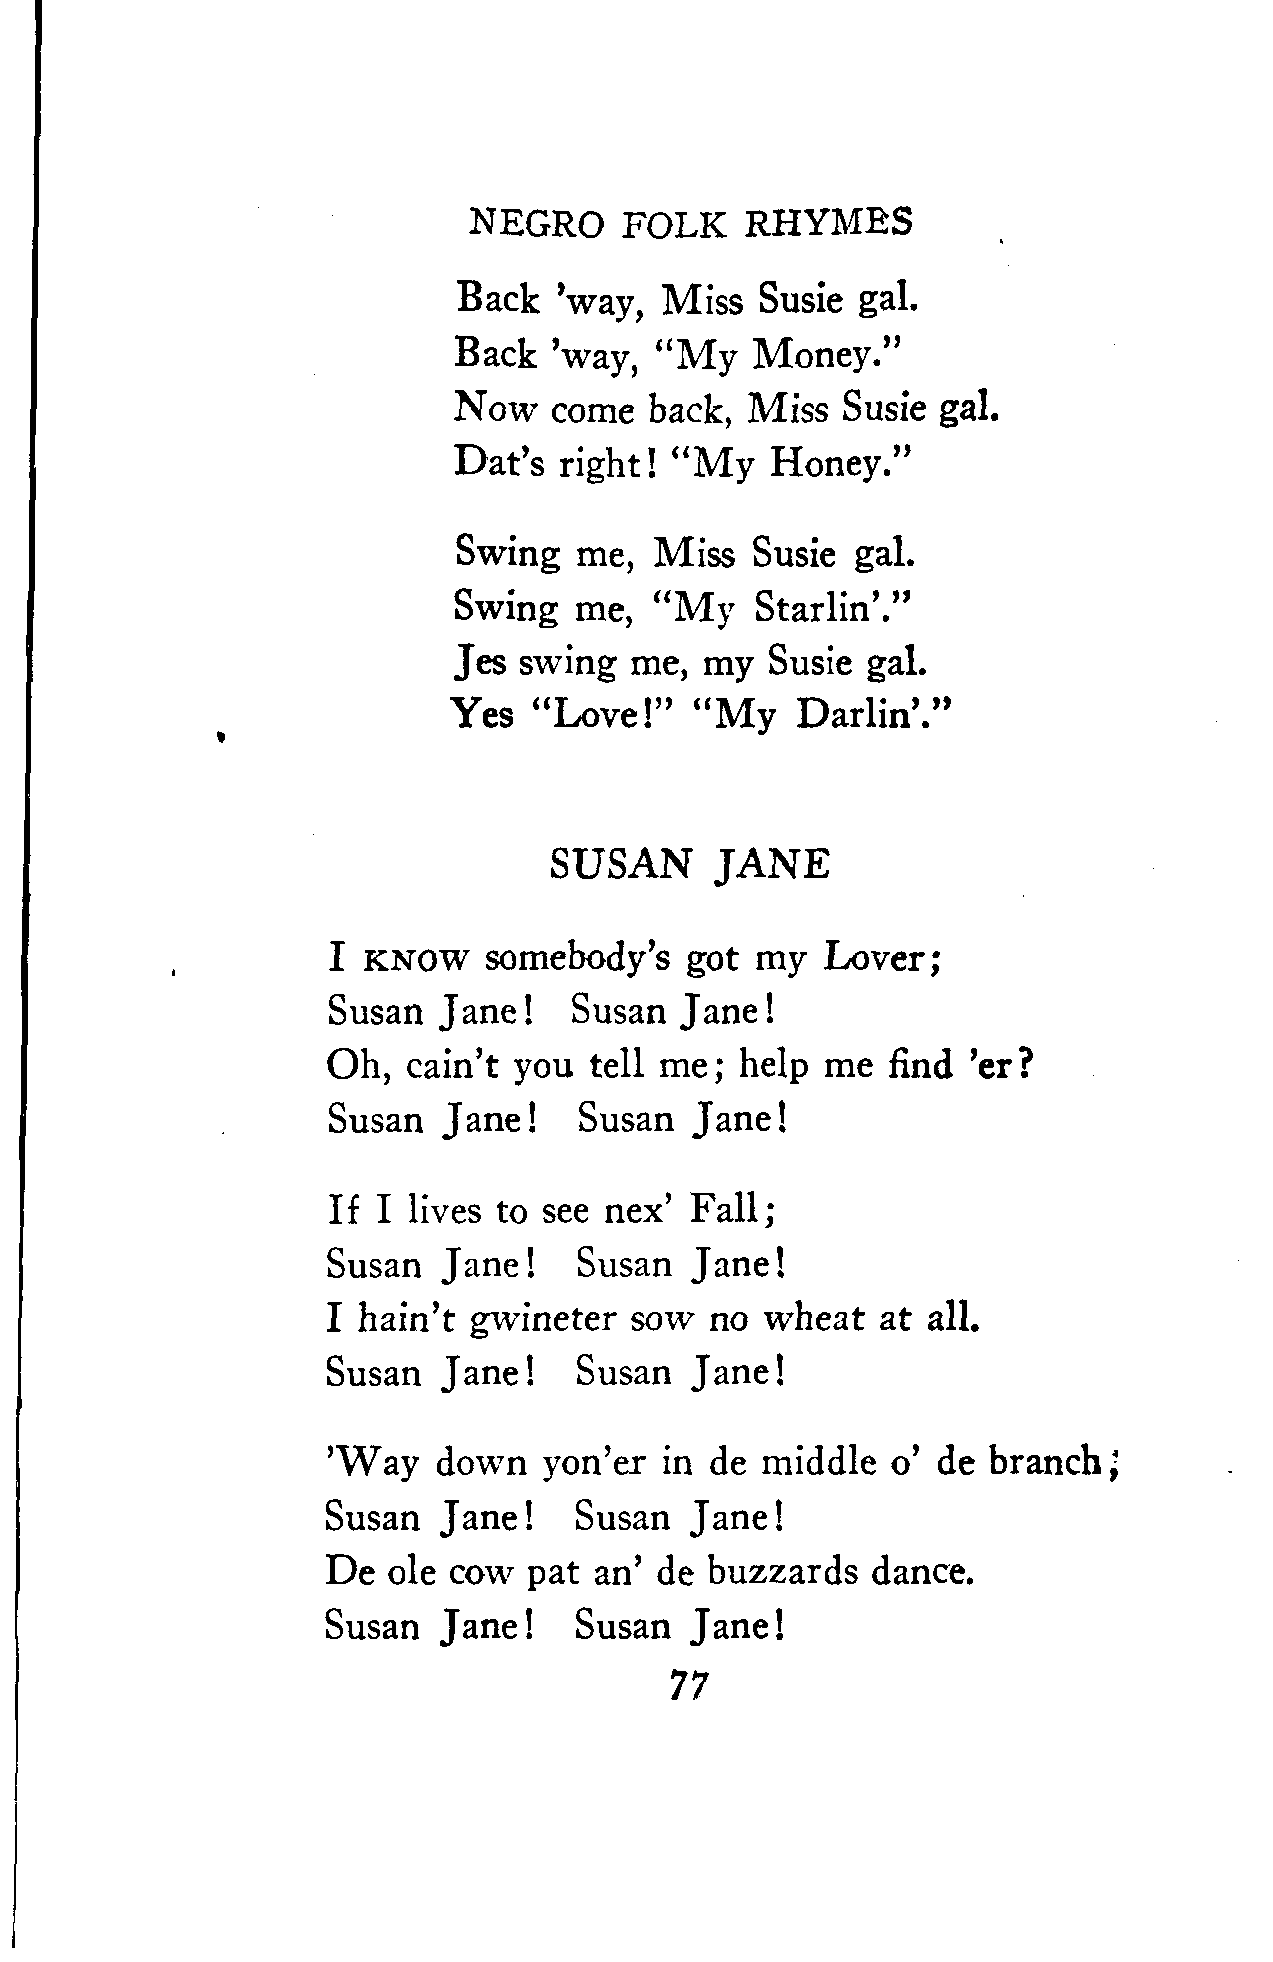 NEGRO FOLK RHYMES
Back 'way, Miss Susie gal.
Back 'way, "My Money."
Now come back, Miss Susie gal.
Dat's right! "My Honey."
Swing me, Miss Susie gal.
Swing me, "My Starlin'."
Jes swing me, my Susie gal.
Yes "Love!" "My Darlin'."
SUSAN JANE
I KNOW somebody's got my Lover;
Susan Jane! Susan Jane!
Oh, cain't you tell me; help me find 'er?
Susan Jane! Susan Jane!
If I lives to see nex' Fall;
Susan Jane! Susan Jane!
I hain't gwineter sow no wheat at all.
Susan Jane! Susan Jane!
'Way down yon'er in de middle o' de branch;
Susan Jane! Susan Jane!
De ole cow pat an' de buzzards dance.
Susan Jane! Susan Jane!
77